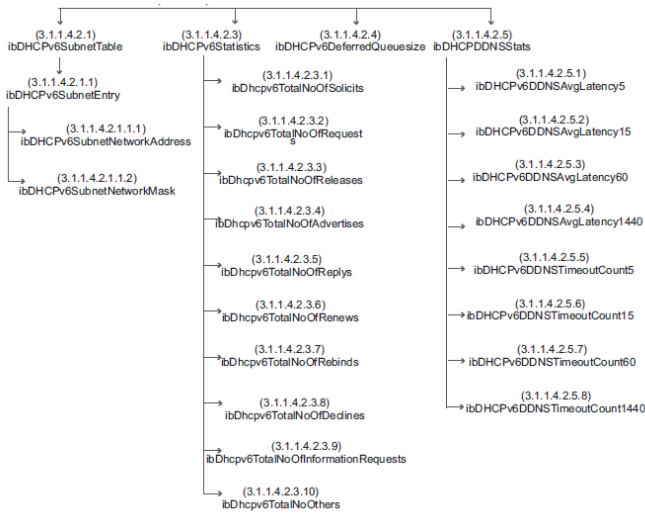 (3.1.1.4.2.1)
ibDHCPv6SubnetTable
(3.1.1.4.2.1.1)
ibDHCPv6SubnetEntry
(3.1.1.4.2.1.1.1)
ibDHCPv6SubnetNetworkAddress
(3.1.1.4.2.1.1.2)
ibDHCPv6SubnetNetworkMask
(3.1.1.4.2.3)
ibDHCPv6Statistics
(3.1.1.4.2.3.1)
ibDhcpv6TotalNoOfSolicits
(3.1.1.4.2.3.2)
ibDhcpv6TotalNoOfRequest
s
(3.1.1.4.2.3.3)
ibDhcpv6TotalNoOfReleases
(3.1.1.4.2.3.4)
ibDhcpv6TotalNoOfAdvertises
(3.1.1.4.2.3.5)
ibDhcpv6TotalNoOfReplys
(3.1.1.4.2.3.6)
ibDhcpv6TotalNoOfRenews
(3.1.1.4.2.3.7)
ibDhcpv6TotalNoOfRebinds
(3.1.1.4.2.3.8)
ibDhcpv6TotalNoOfDeclines
(3.1.1.4.2.3.9)
ibDhcpv6TotalNoOfInformationRequests
(3.1.1.4.2.3.10)
ibDhcpv6TotalNoOthers
(3.1.1.4.2.4)
ibDHCPv6DeferredQueuesize
(3.1.1.4.2.5)
ibDHCPDDNSStats
(3.1.1.4.2.5.1)
ibDHCPv6DDNSAvgLatency5
(3.1.1.4.2.5.2)
ibDHCPv6DDNSAvgLatency15
(3.1.1.4.2.5.3)
ibDHCPv6DDNSAvgLatency60
(3.1.1.4.2.5.4)
ibDHCPv6DDNSAvgLatency1440
(3.1.1.4.2.5.5)
ibDHCPv6DDNSTimeoutCount5
(3.1.1.4.2.5.6)
ibDHCPv6DDNSTimeoutCount15
(3.1.1.4.2.5.7)
ibDHCPv6DDNSTimeoutCount60
(3.1.1.4.2.5.8)
ibDHCPv6DDNSTimeoutCount1440